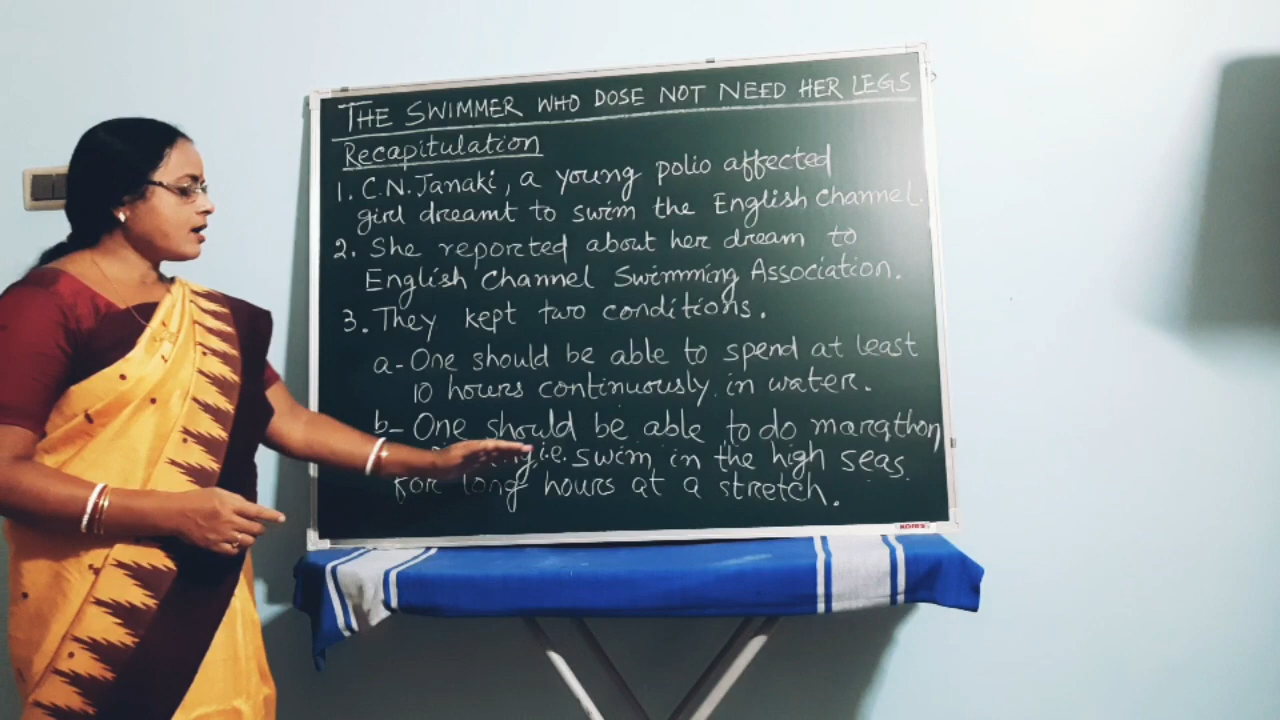 THE SWIMMER WHO DOSE NOT NEED HER LEGS
Recapitulation
1. C.N. Janaki, a young polio affected
girl dreamt to swim the English Channel.
2. She reported about her dream to
English Channel Swimming Association.
3. They kept two conditions.
a- One should be able to spend at least
10 hours continuously in water.
b- One should be able to do marathon
i.e. swim in the high seas
for long hours at a stretch.
KORES